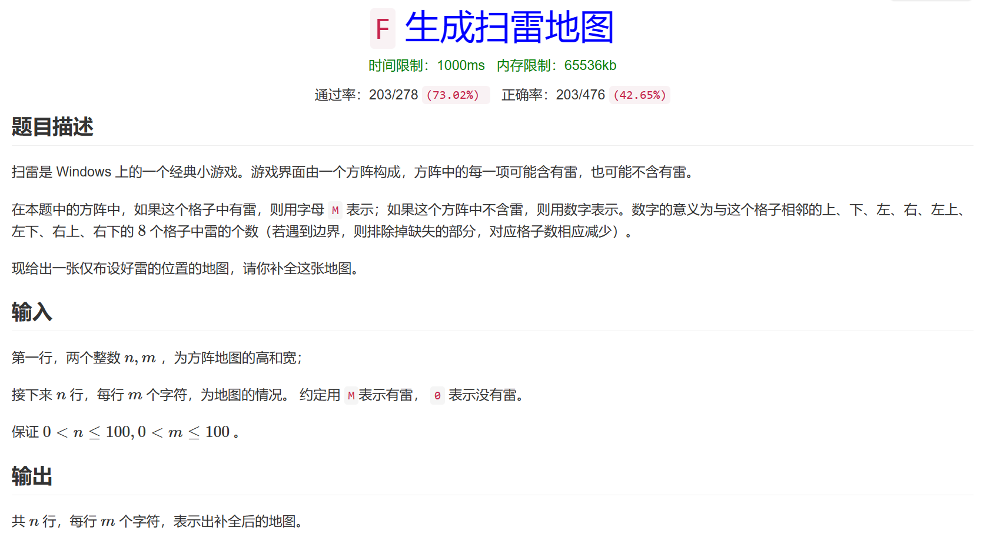 F 生成扫雷地图
时间限制：1000ms 内存限制：65536kb
通过率：203/278 (73.02%) 正确率：203/476 (42.65%)
题目描述
扫雷是 Windows 上的一个经典小游戏。游戏界面由一个方阵构成，方阵中的每一项可能含有雷，也可能不含有雷。
在本题中的方阵中，如果这个格子中有雷，则用字母 M 表示；如果这个方阵中不含雷，则用数字表示。数字的意义为与这个格子相邻的上、下、左、右、左上、
左下、右上、右下的 8 个格子中雷的个数（若遇到边界，则排除掉缺失的部分，对应格子数相应减少）。
现给出一张仅布设好雷的位置的地图，请你补全这张地图。
输入
第一行，两个整数 n, m ，为方阵地图的高和宽；
接下来 n 行，每行 m 个字符，为地图的情况。 约定用 M 表示有雷， 0 表示没有雷。
保证 0 < n ≤ 100, 0 < m ≤ 100 。
输出
共 n 行，每行 m 个字符，表示出补全后的地图。